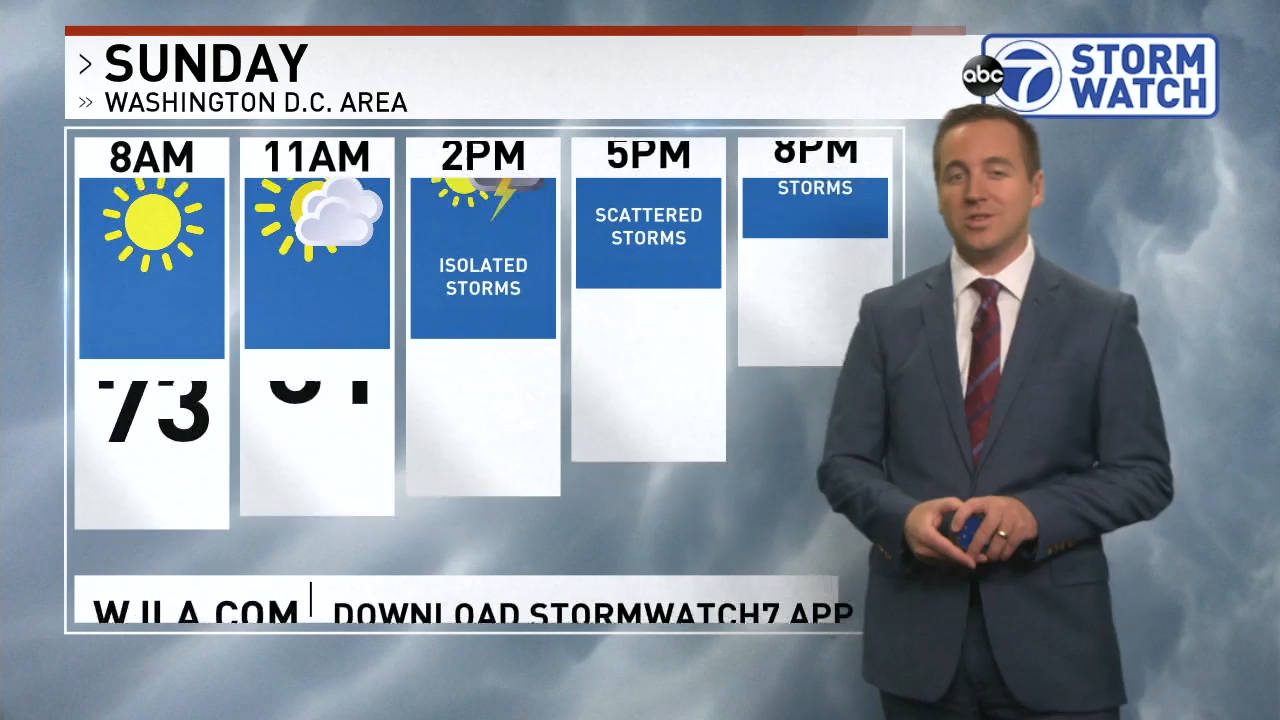 > SUNDAY
» WASHINGTON D.C. AREA
abc 7 STORM
WATCH
8AM
11AM
2PM
5PM
8PM
ISOLATED
STORMS
SCATTERED
STORMS
STORMS
73
WJLA.COM | DOWNLOAD STORMWATCH7 APP